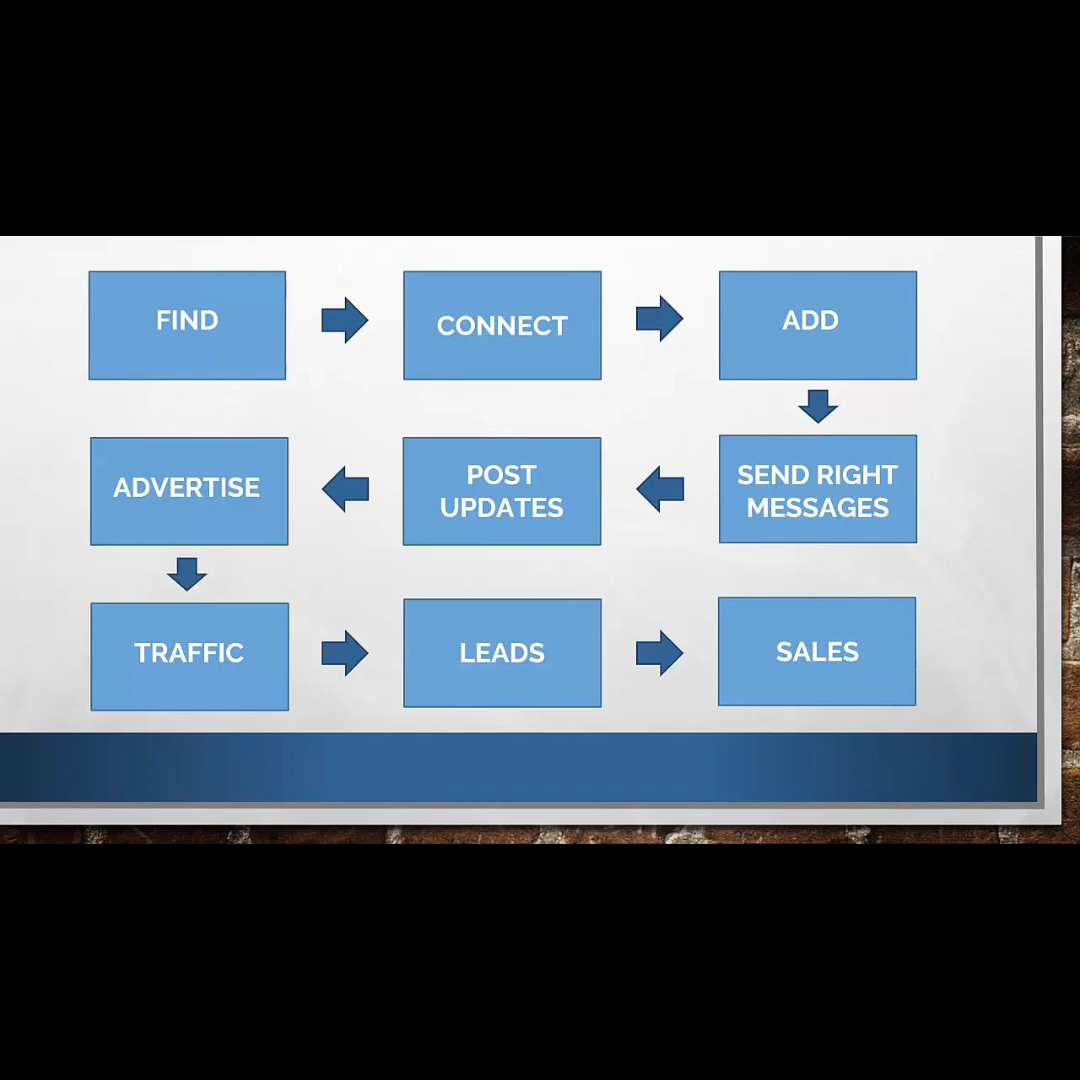 FIND
CONNECT
ADD
SEND RIGHT
MESSAGES
POST
UPDATES
ADVERTISE
TRAFFIC
LEADS
SALES